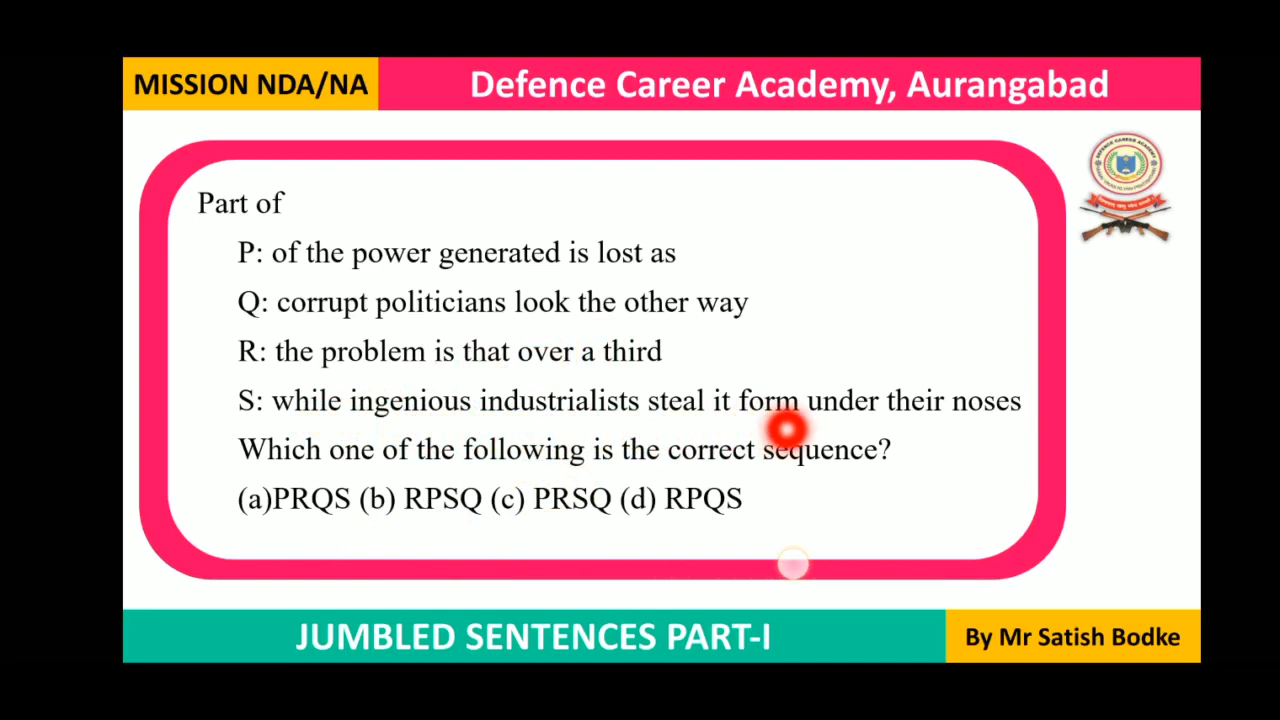 MISSION NDA/NA
Defence Career Academy, Aurangabad
Part of
P: of the power generated is lost as
Q: corrupt politicians look the other way
R: the problem is that over a third
S: while ingenious industrialists steal it form under their noses
Which one of the following is the correct sequence?
(a)PRQS (b) RPSQ (c) PRSQ (d) RPQS
JUMBLED SENTENCES PART-I
By Mr Satish Bodke